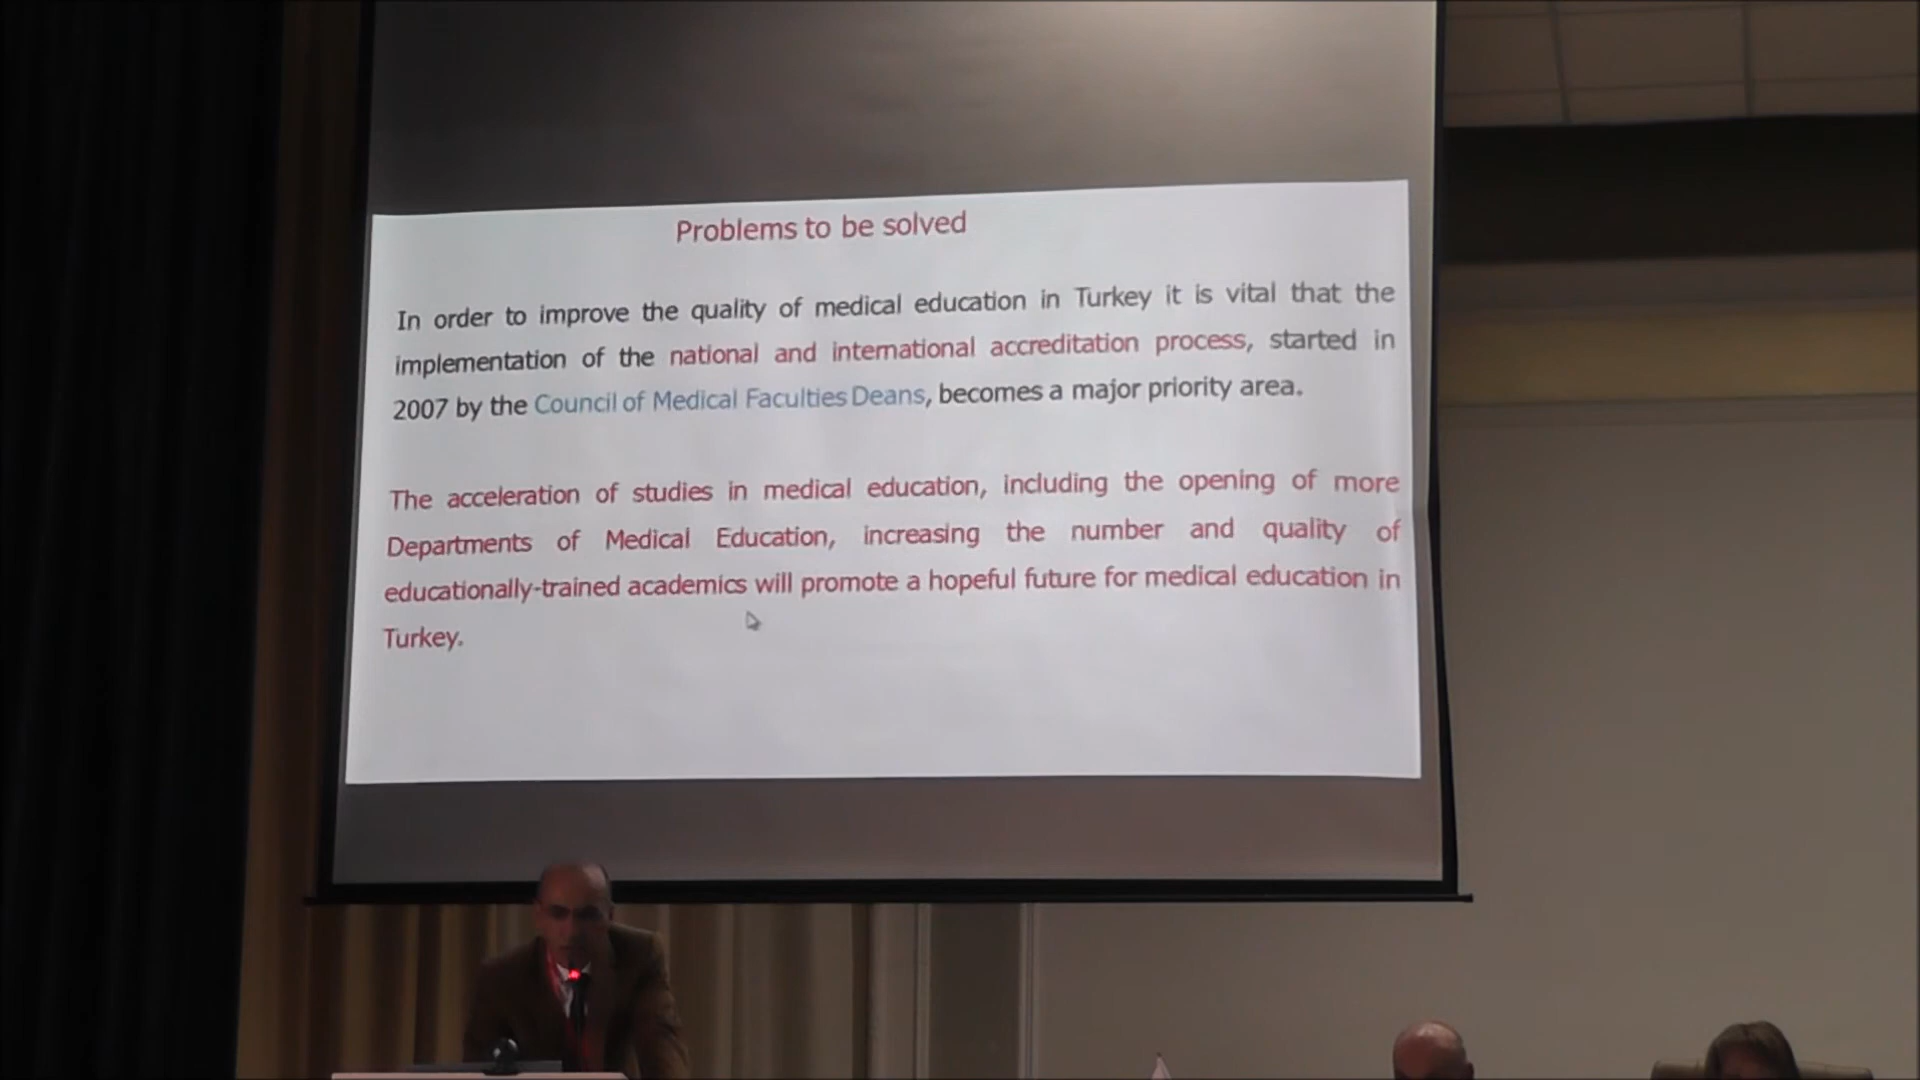 Problems to be solved
In order to improve the quality of medical education in Turkey it is vital that the
implementation of the national and international accreditation process, started in
2007 by the Council of Medical Faculties Deans, becomes a major priority area.
The acceleration of studies in medical education, including the opening of more
Departments of Medical Education, increasing the number and quality of
educationally-trained academics will promote a hopeful future for medical education in
Turkey.